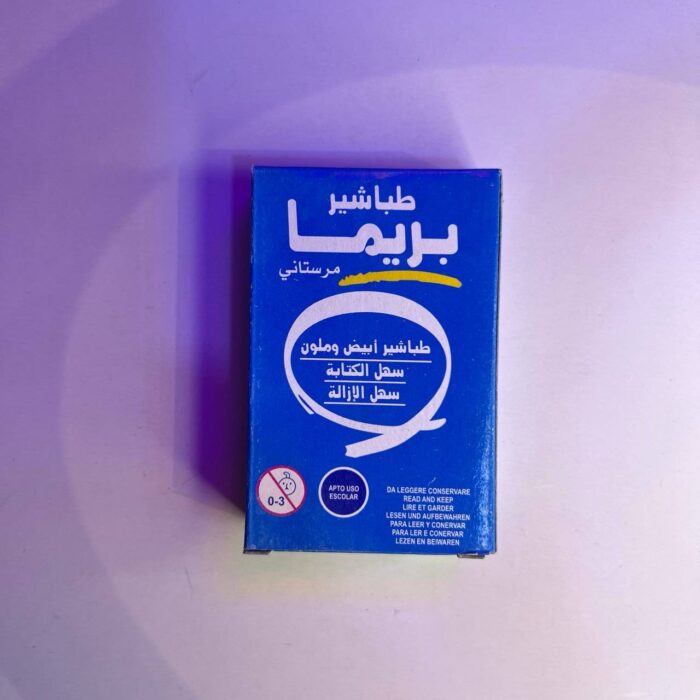 طباشير
بريما
مرستاني
طباشير أبيض وملون
سهل الكتابة
سهل الإزالة
0-3
APTO USO
ESCOLAR
DA LEGGERE CONSERVARE
READ AND KEEP
LIRE ET GARDER
LESEN UND AUFBEWAHREN
PARA LEER Y CONERVAR
PARA LER E CONERVAR
LEZEN EN BEIWAREN